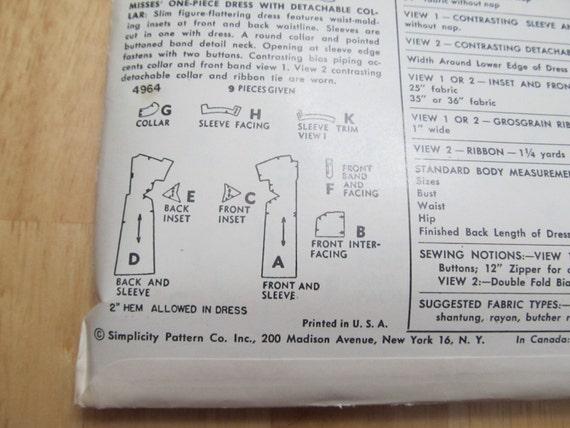 MISSES' ONE-PIECE DRESS WITH DETACHABLE COL-
LAR: Slim figure-flattering dress features waist-mold-
ing insets at front and back waistline. Sleeves are
cut in one with dress. A round collar and pointed
buttoned band detail neck. Opening at sleeve edge
fastens with two buttons. Contrasting bias piping ac-
cents collar and front band view 1. View 2 contrasting
detachable collar and ribbon tie are worn.
4964 9 PIECES GIVEN
G
COLLAR
H
SLEEVE FACING
K
SLEEVE TRIM
VIEW 1
E
BACK
INSET
C
FRONT
INSET
F
FRONT
BAND
AND
FACING
B
FRONT INTER-
FACING
D
BACK AND
SLEEVE
A
FRONT AND
SLEEVE
2" HEM ALLOWED IN DRESS
Printed in U. S. A.
© Simplicity Pattern Co. Inc., 200 Madison Avenue, New York 16, N. Y. In Canada:
fabric without nap
VIEW 1 — CONTRASTING SLEEVE
without nap.
VIEW 2 — CONTRASTING DETACHABLE
Width Around Lower Edge of Dress
VIEW 1 OR 2 — INSET AND
25" fabric
35" or 36" fabric
VIEW 1 OR 2 — GROSGRAIN
1" wide
VIEW 2 — RIBBON — 1¼ yards
STANDARD BODY
Sizes
Bust
Waist
Hip
Finished Back Length of Dress
SEWING NOTIONS: — VIEW
Buttons; 12" Zipper for
VIEW 2: — Double Fold
SUGGESTED FABRIC TYPES: —
shantung, rayon, butcher